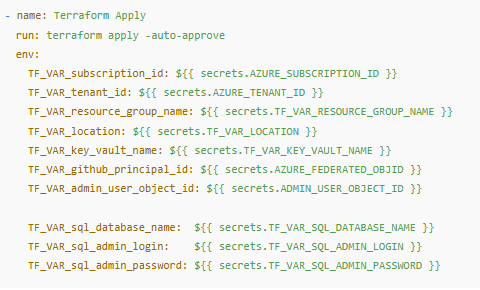 - name: Terraform Apply
run: terraform apply -auto-approve
env:
TF_VAR_subscription_id: ${{ secrets.AZURE_SUBSCRIPTION_ID }}
TF_VAR_tenant_id: ${{ secrets.AZURE_TENANT_ID }}
TF_VAR_resource_group_name: ${{ secrets.TF_VAR_RESOURCE_GROUP_NAME }}
TF_VAR_location: ${{ secrets.TF_VAR_LOCATION }}
TF_VAR_key_vault_name: ${{ secrets.TF_VAR_KEY_VAULT_NAME }}
TF_VAR_github_principal_id: ${{ secrets.AZURE_FEDERATED_OBJID }}
TF_VAR_admin_user_object_id: ${{ secrets.ADMIN_USER_OBJECT_ID }}
TF_VAR_sql_database_name:  ${{ secrets.TF_VAR_SQL_DATABASE_NAME }}
TF_VAR_sql_admin_login:    ${{ secrets.TF_VAR_SQL_ADMIN_LOGIN }}
TF_VAR_sql_admin_password: ${{ secrets.TF_VAR_SQL_ADMIN_PASSWORD }}